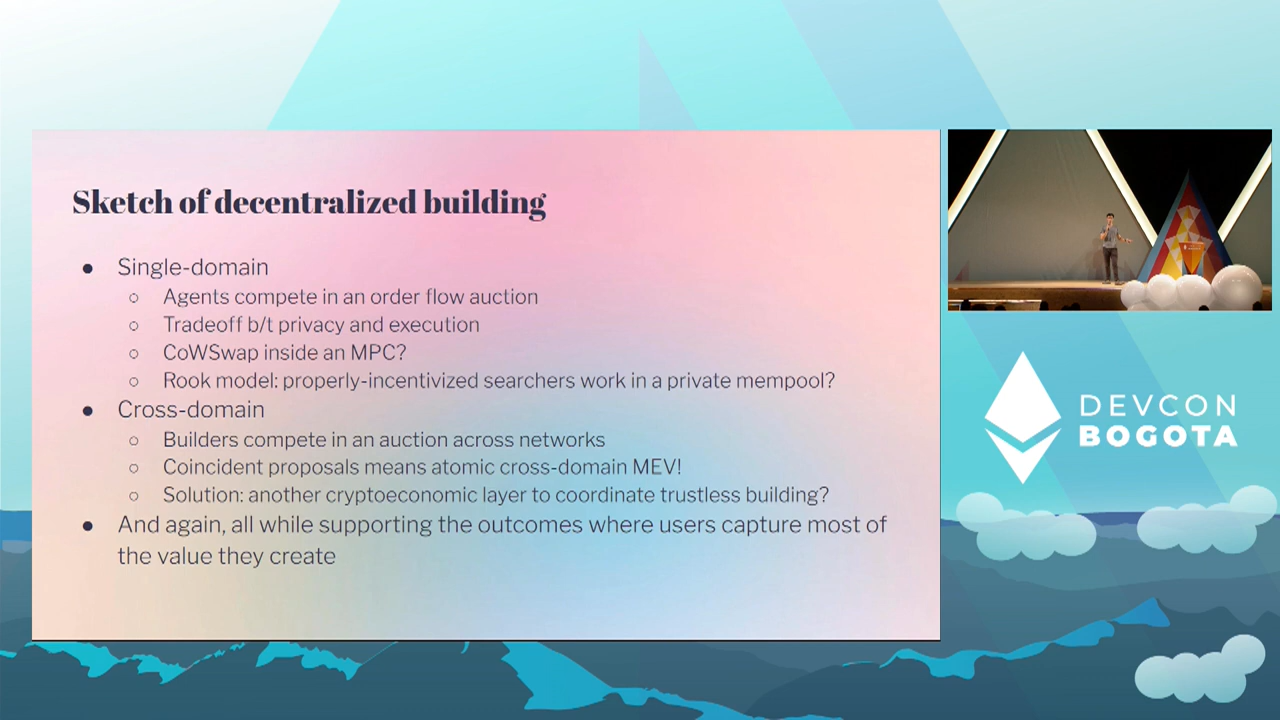 Sketch of decentralized building
● Single-domain
○ Agents compete in an order flow auction
○ Tradeoff b/t privacy and execution
○ CoWSwap inside an MPC?
○ Rook model: properly-incentivized searchers work in a private mempool?
● Cross-domain
○ Builders compete in an auction across networks
○ Coincident proposals means atomic cross-domain MEV!
○ Solution: another cryptoeconomic layer to coordinate trustless building?
● And again, all while supporting the outcomes where users capture most of
the value they create
DEVCON
BOGOTA